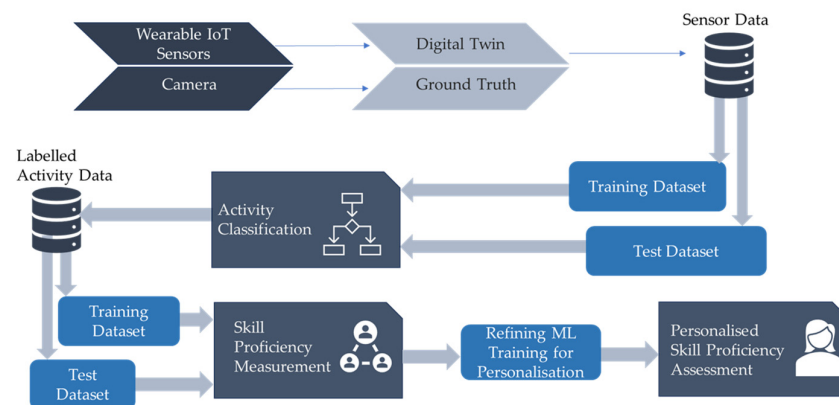 Sensor Data
Wearable IoT
Sensors
Digital Twin
Camera
Ground Truth
Labelled
Activity Data
Training Dataset
Activity
Classification
Test Dataset
Training
Dataset
Skill
Proficiency
Measurement
Refining ML
Training for
Personalisation
Personalised
Skill Proficiency
Assessment
Test
Dataset